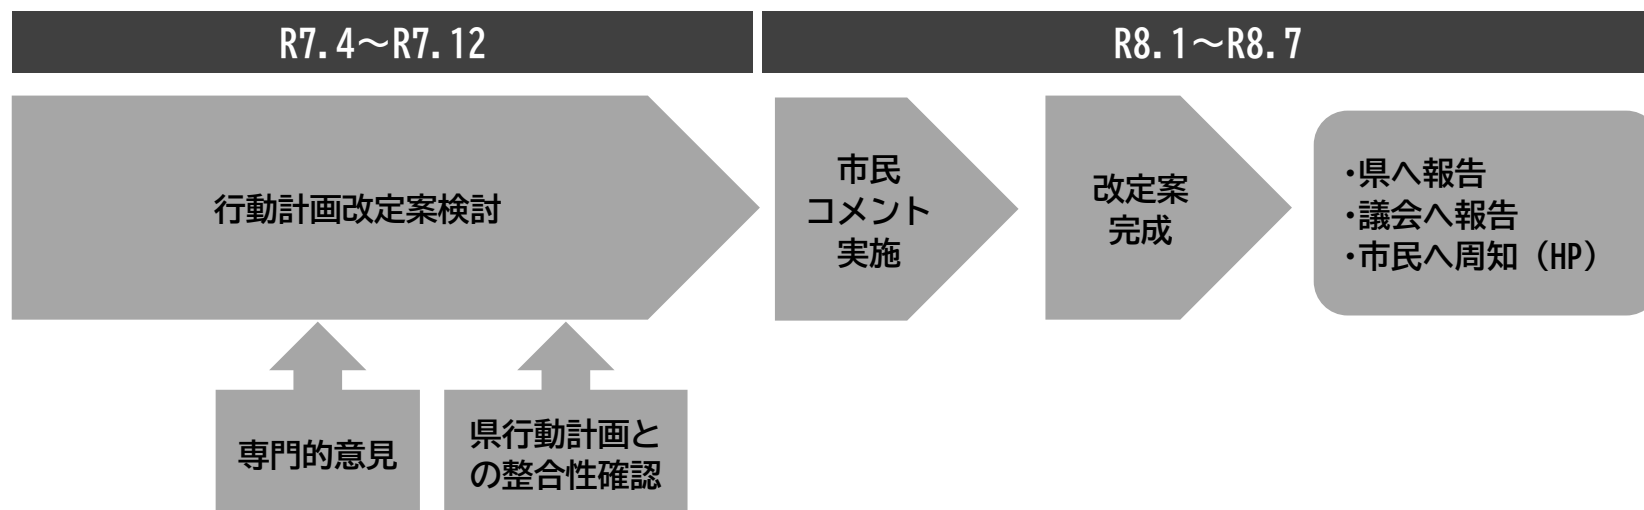 R7.4～R7.12
R8.1～R8.7
行動計画改定案検討
市民
コメント
実施
改定案
完成
・県へ報告
・議会へ報告
・市民へ周知（HP）
専門的意見
県行動計画と
の整合性確認